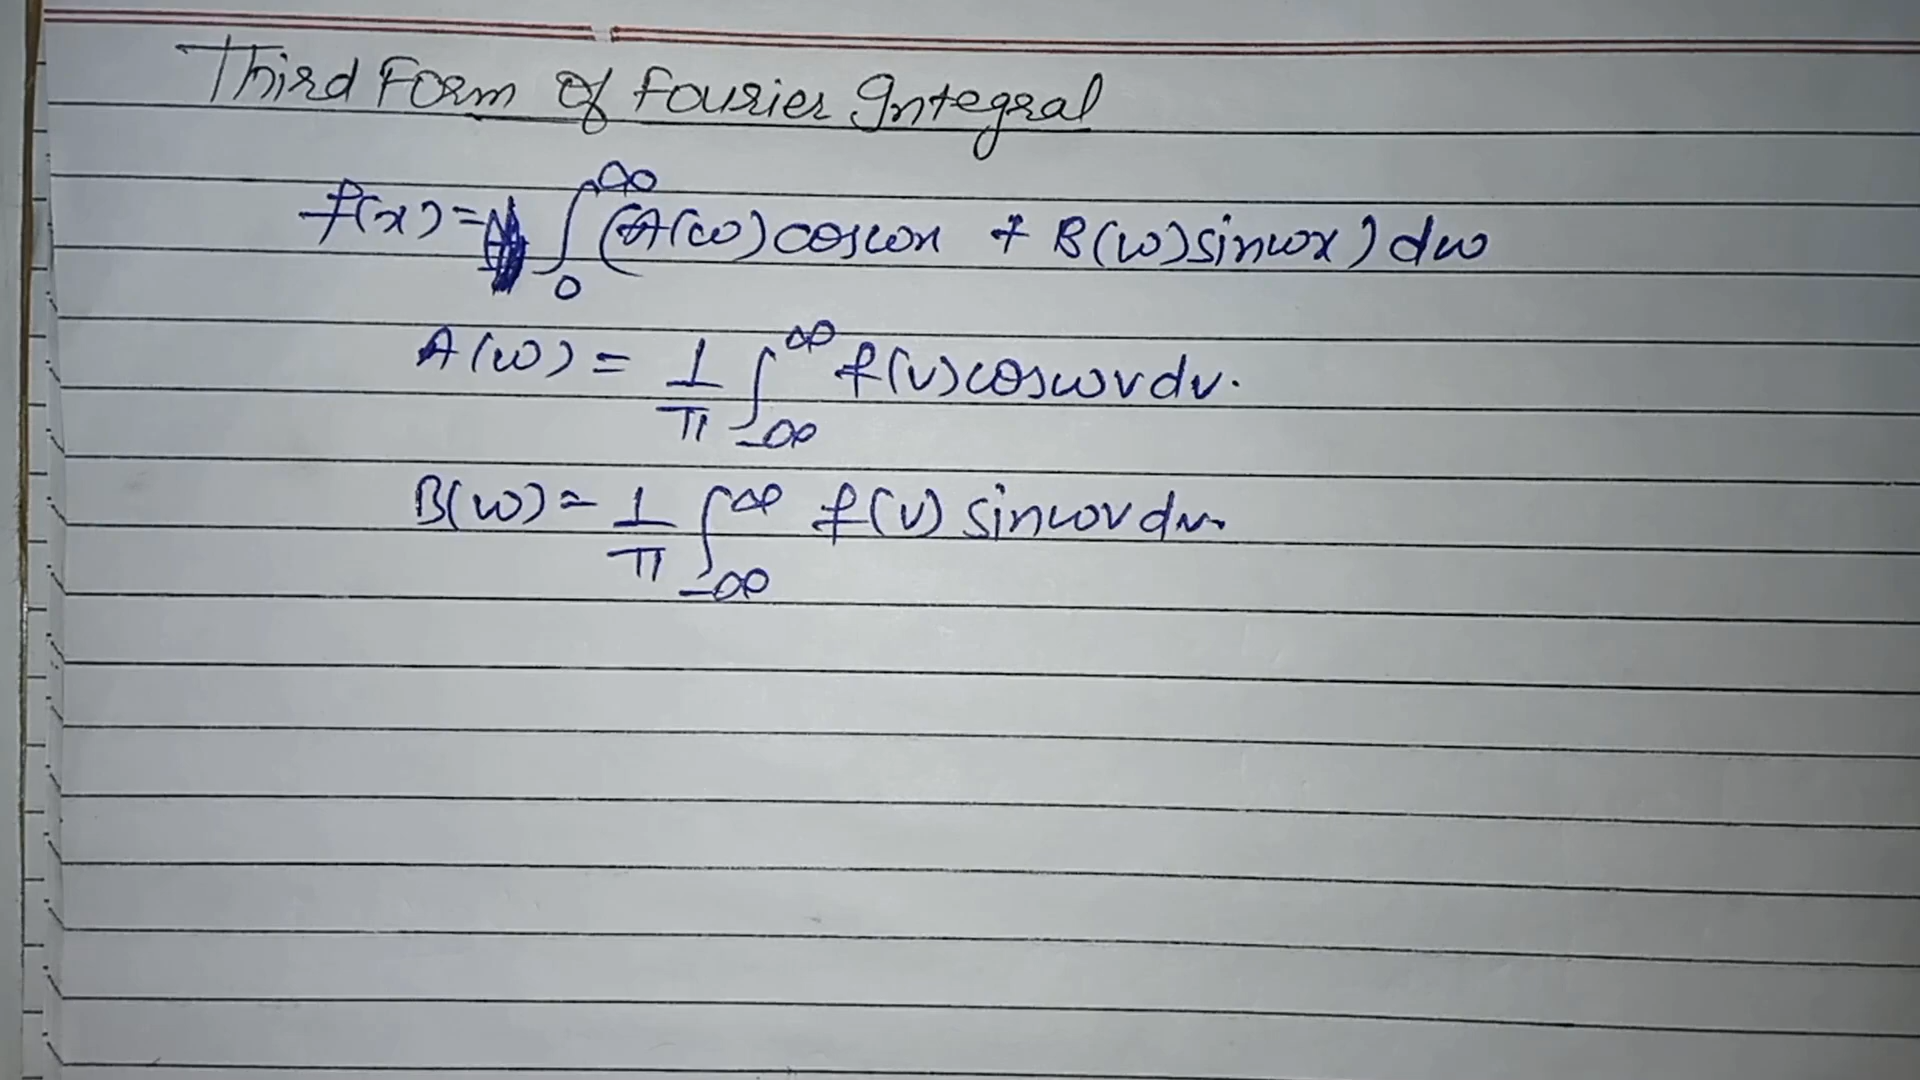 Third Form of Fourier Integral
f(x) = ∫₀^∞ (A(ω) cosωx + B(ω) sinωx) dω
A(ω) = 1/π ∫₋∞^∞ f(v) cosωv dv.
B(ω) = 1/π ∫₋∞^∞ f(v) sinωv dv.